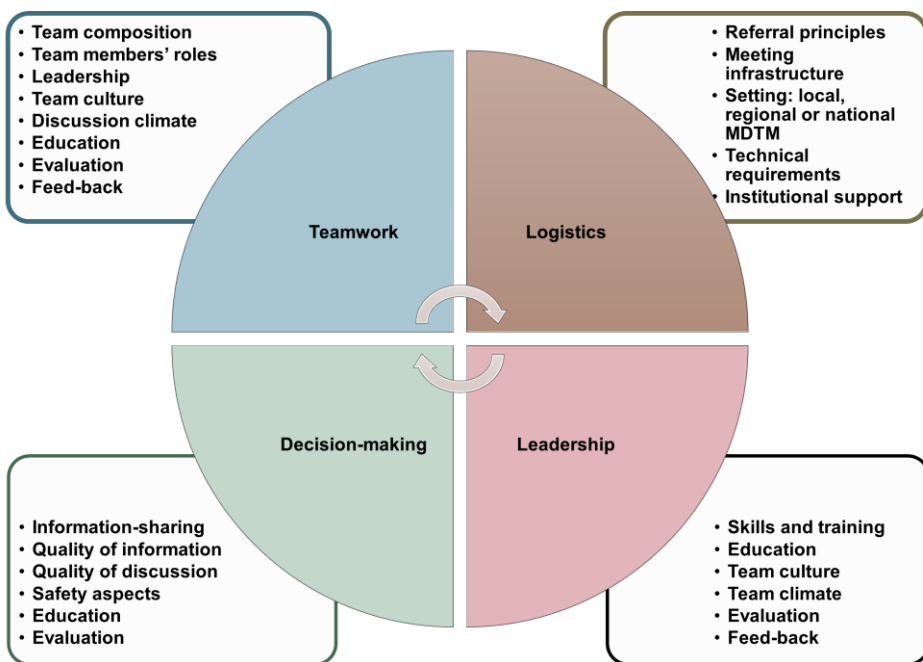 • Team composition
• Team members’ roles
• Leadership
• Team culture
• Discussion climate
• Education
• Evaluation
• Feed-back
• Referral principles
• Meeting
infrastructure
• Setting: local,
regional or national
MDTM
• Technical
requirements
• Institutional support
Teamwork
Logistics
Decision-making
Leadership
• Information-sharing
• Quality of information
• Quality of discussion
• Safety aspects
• Education
• Evaluation
• Skills and training
• Education
• Team culture
• Team climate
• Evaluation
• Feed-back